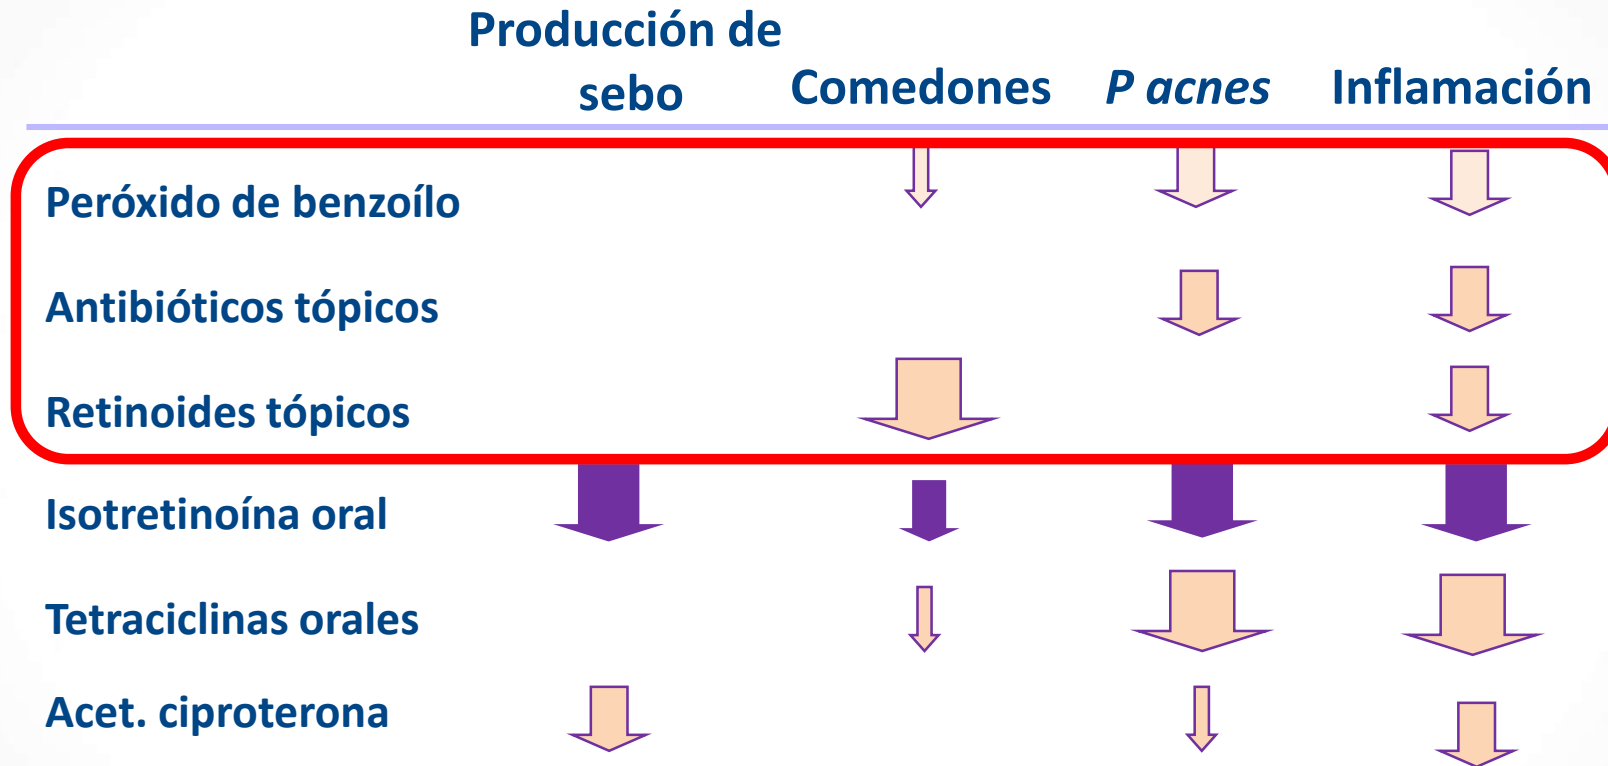 Producción de
sebo
Comedones
P acnes
Inflamación
Peróxido de benzoílo
Antibióticos tópicos
Retinoides tópicos
Isotretinoína oral
Tetraciclinas orales
Acet. ciproterona